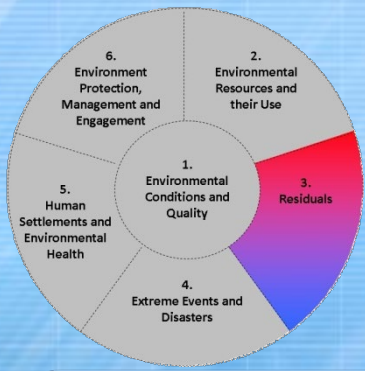 1.
Environmental
Conditions and
Quality
2.
Environmental
Resources and
their Use
3.
Residuals
4.
Extreme Events and
Disasters
5.
Human
Settlements and
Environmental
Health
6.
Environment
Protection,
Management and
Engagement